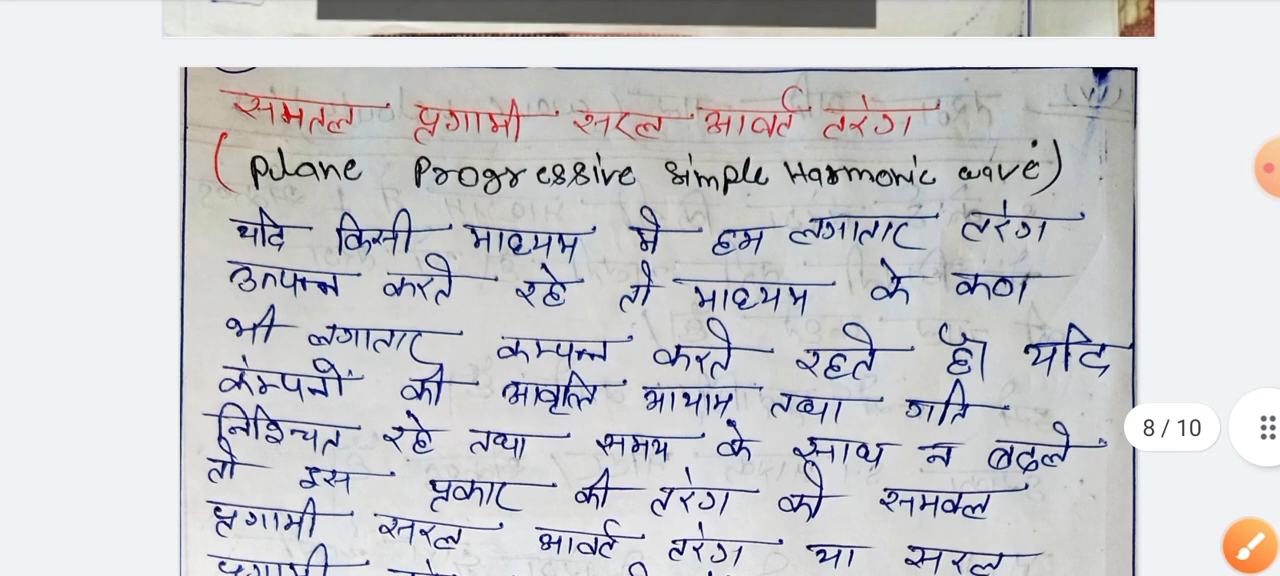 समतल प्रगामी सरल आवर्त तरंग
(Plane Progressive Simple Harmonic wave)
यदि किसी माध्यम मे हम लगातार तरंग
उत्पन्न करते रहे तो माध्यम के कण
भी लगातार कम्पन्न करते रहते है। यदि
कंम्पनों की आवृत्ति आयाम तथा गति
निश्चित रहे तथा समय के साथ न बदले
तो इस प्रकार की तरंग को समतल
प्रगामी सरल आवर्त तरंग या सरल
प्रगामी
8 / 10